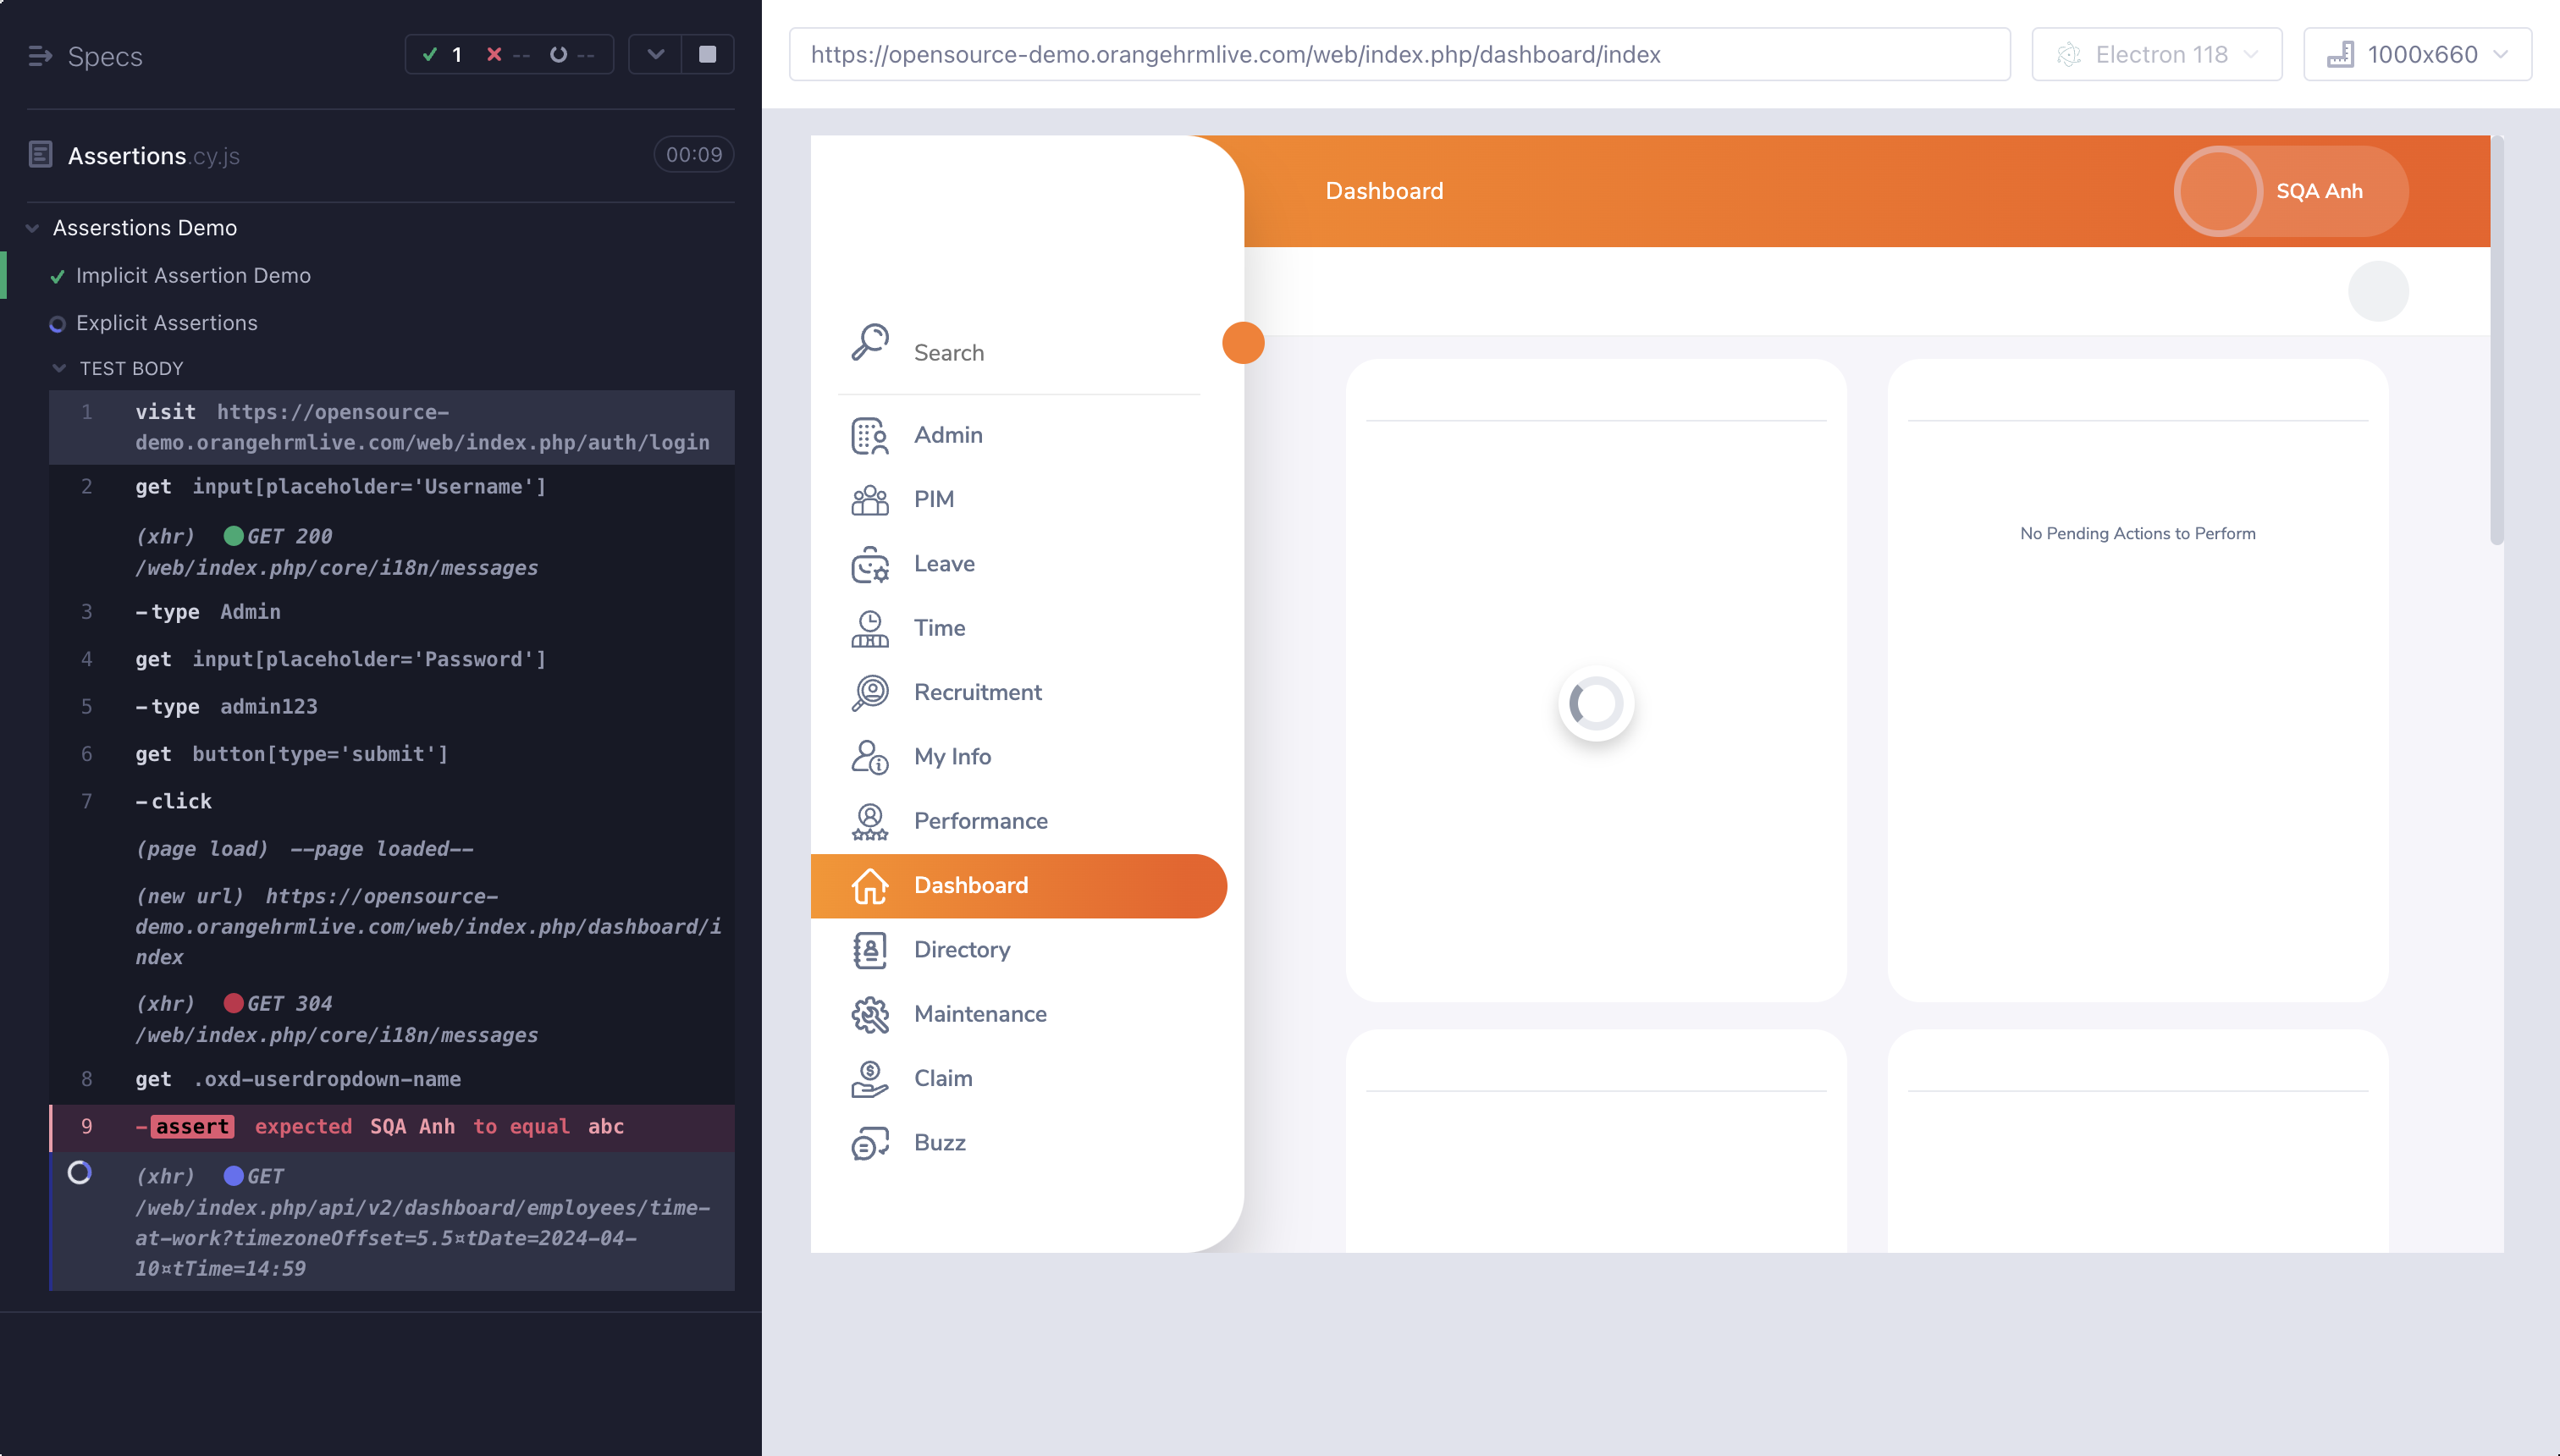 Specs
1 -- --
Assertions.cy.js 00:09
Asserstions Demo
Implicit Assertion Demo
Explicit Assertions
TEST BODY
1 visit https://opensource-
demo.orangehrmlive.com/web/index.php/auth/login
2 get input[placeholder='Username']
(xhr) GET 200
/web/index.php/core/i18n/messages
3 -type Admin
4 get input[placeholder='Password']
5 -type admin123
6 get button[type='submit']
7 -click
(page load) --page loaded--
(new url) https://opensource-
demo.orangehrmlive.com/web/index.php/dashboard/i
ndex
(xhr) GET 304
/web/index.php/core/i18n/messages
8 get .oxd-userdropdown-name
9 -assert expected SQA Anh to equal abc
(xhr) GET
/web/index.php/api/v2/dashboard/employees/time-
at-work?timezoneOffset=5.5¤tDate=2024-04-
10¤tTime=14:59
https://opensource-demo.orangehrmlive.com/web/index.php/dashboard/index
Electron 118
1000x660
Dashboard
SQA Anh
Search
Admin
PIM
Leave
Time
Recruitment
My Info
Performance
Dashboard
Directory
Maintenance
Claim
Buzz
No Pending Actions to Perform